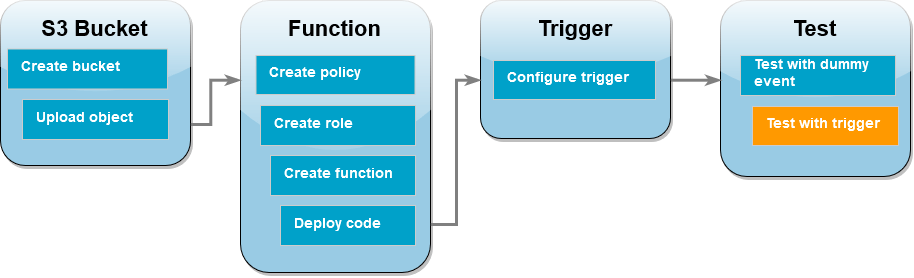 S3 Bucket
Create bucket
Upload object
Function
Create policy
Create role
Create function
Deploy code
Trigger
Configure trigger
Test
Test with dummy
event
Test with trigger